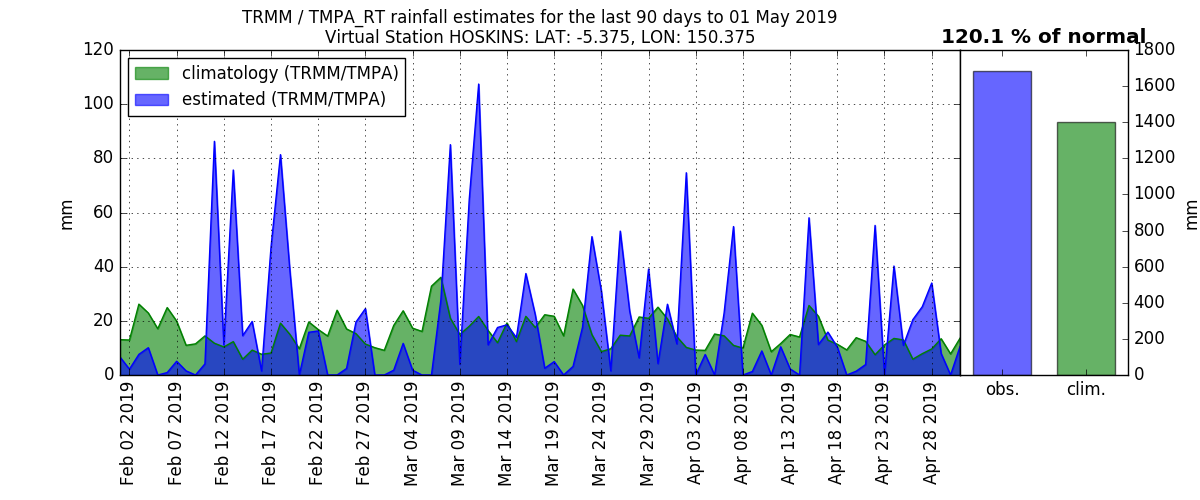 TRMM / TMPA_RT rainfall estimates for the last 90 days to 01 May 2019
Virtual Station HOSKINS: LAT: -5.375, LON: 150.375
120.1 % of normal
climatology (TRMM/TMPA)
estimated (TRMM/TMPA)
120
100
80
60
40
20
0
mm
Feb 02 2019
Feb 07 2019
Feb 12 2019
Feb 17 2019
Feb 22 2019
Feb 27 2019
Mar 04 2019
Mar 09 2019
Mar 14 2019
Mar 19 2019
Mar 24 2019
Mar 29 2019
Apr 03 2019
Apr 08 2019
Apr 13 2019
Apr 18 2019
Apr 23 2019
Apr 28 2019
obs.
clim.
1800
1600
1400
1200
1000
800
600
400
200
0
mm